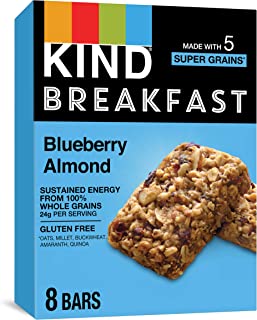 KIND
MADE WITH 5
SUPER GRAINS*
BREAKFAST
Blueberry
Almond
SUSTAINED ENERGY
FROM 100%
WHOLE GRAINS
24g PER SERVING
GLUTEN FREE
*OATS, MILLET, BUCKWHEAT,
AMARANTH, QUINOA
8 BARS